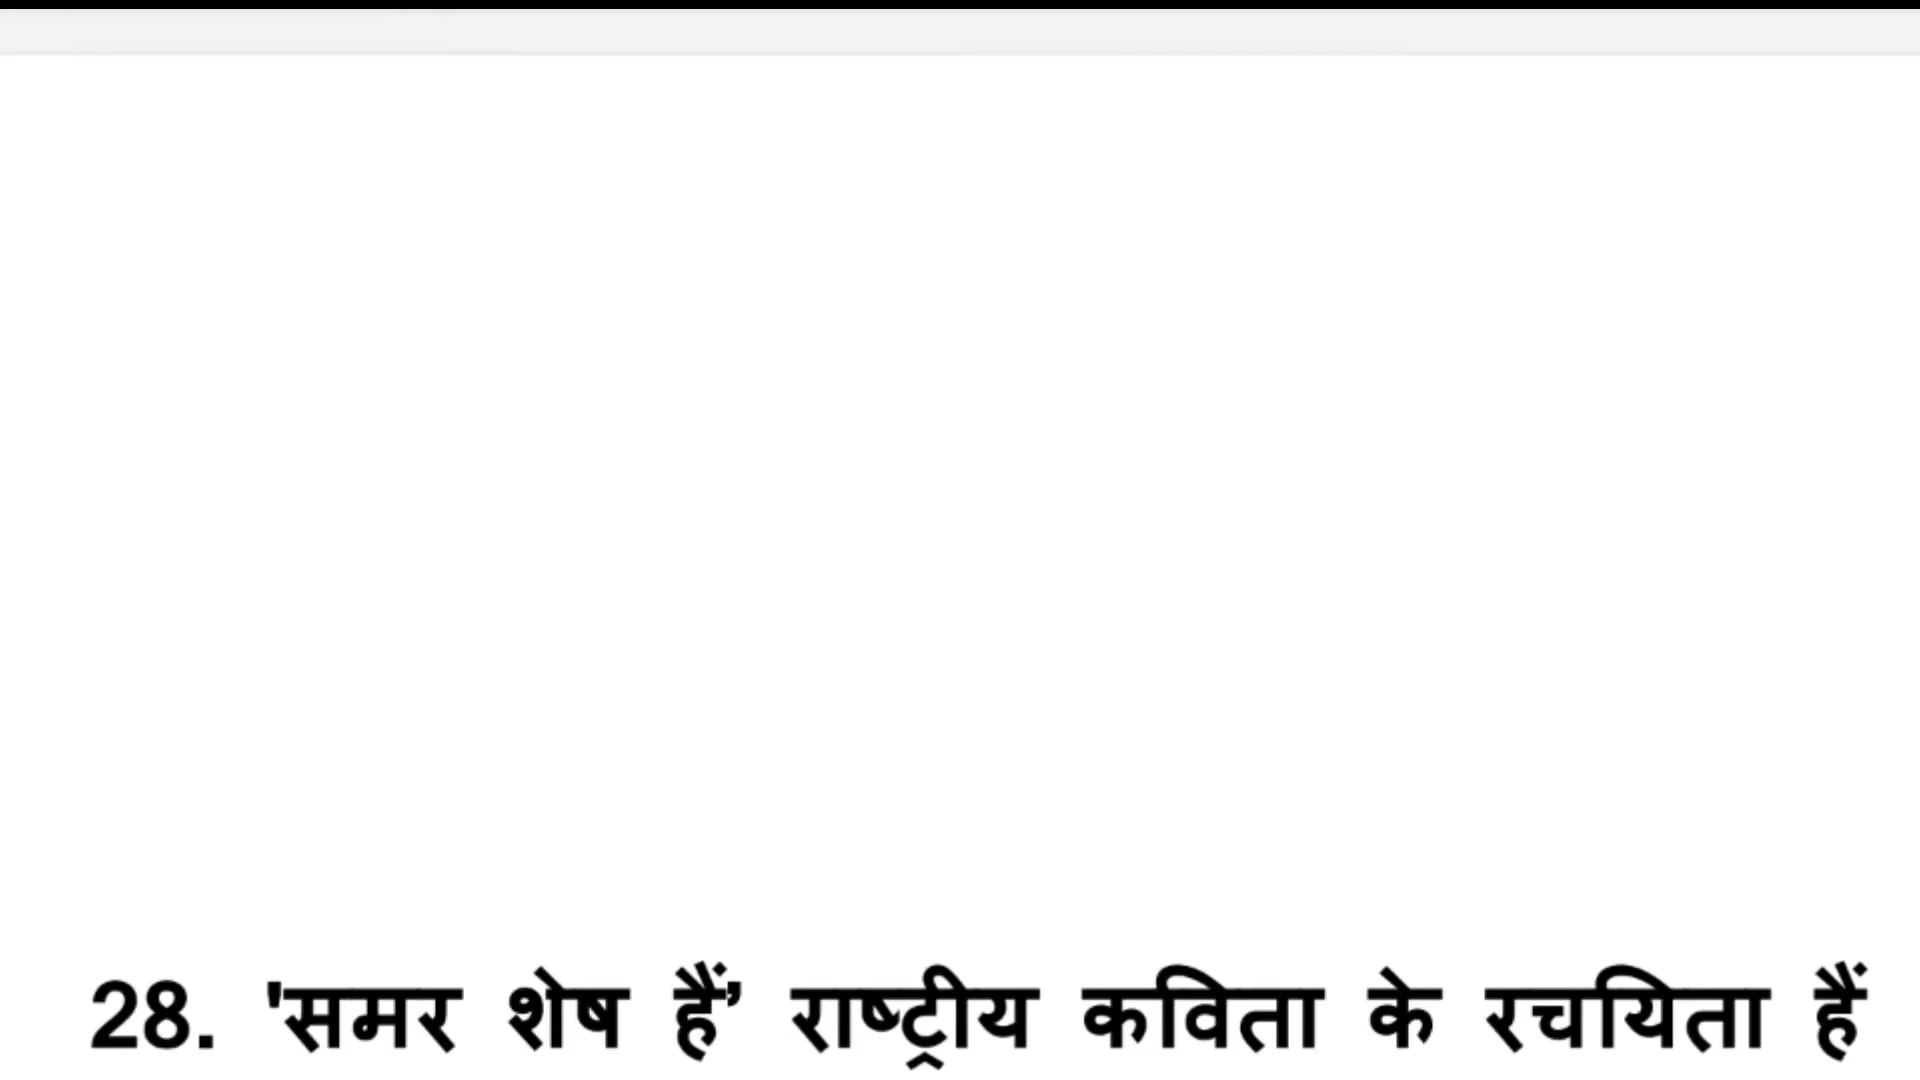 28. 'समर शेष हैं’ राष्ट्रीय कविता के रचयिता हैं